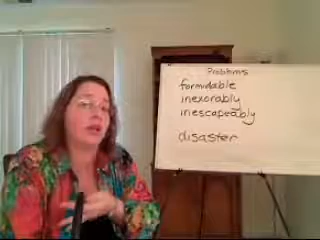 Problems
formidable
inexorably
inescapeably
disaster